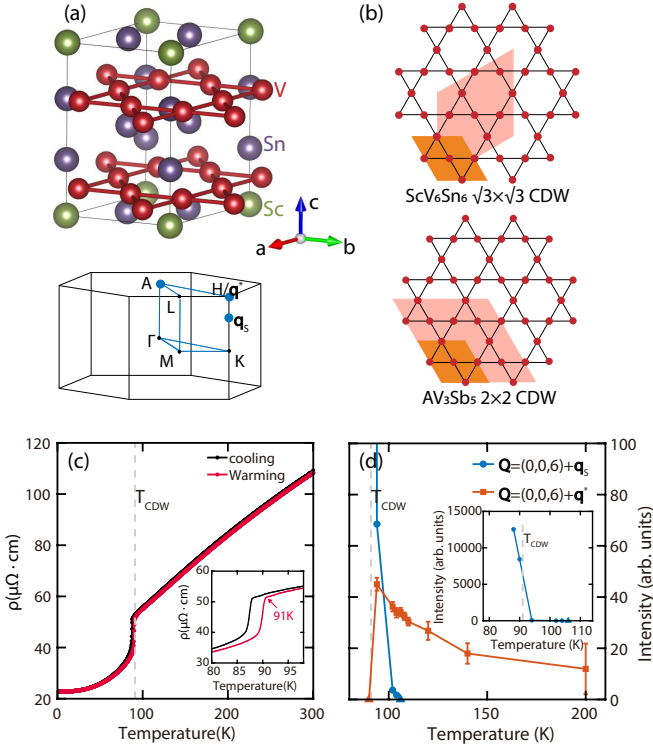 (a)
V
Sn
Sc
c
a
b
A
H/q*
L
qs
Γ
M
K
(b)
ScV₆Sn₆ √3×√3 CDW
AV₃Sb₅ 2×2 CDW
(c)
cooling
Warming
T_CDW
ρ(μΩ · cm)
120
100
80
60
40
20
0
100
200
300
Temperature(K)
ρ(μΩ · cm)
60
50
40
30
80
85
90
95
91K
Temperature(K)
(d)
Q=(0,0,6)+qs
Q=(0,0,6)+q*
T_CDW
Intensity (arb. units)
100
80
60
40
20
0
100
150
200
Temperature (K)
Intensity (arb. units)
15000
10000
5000
0
80
90
100
110
T_CDW
Temperature (K)